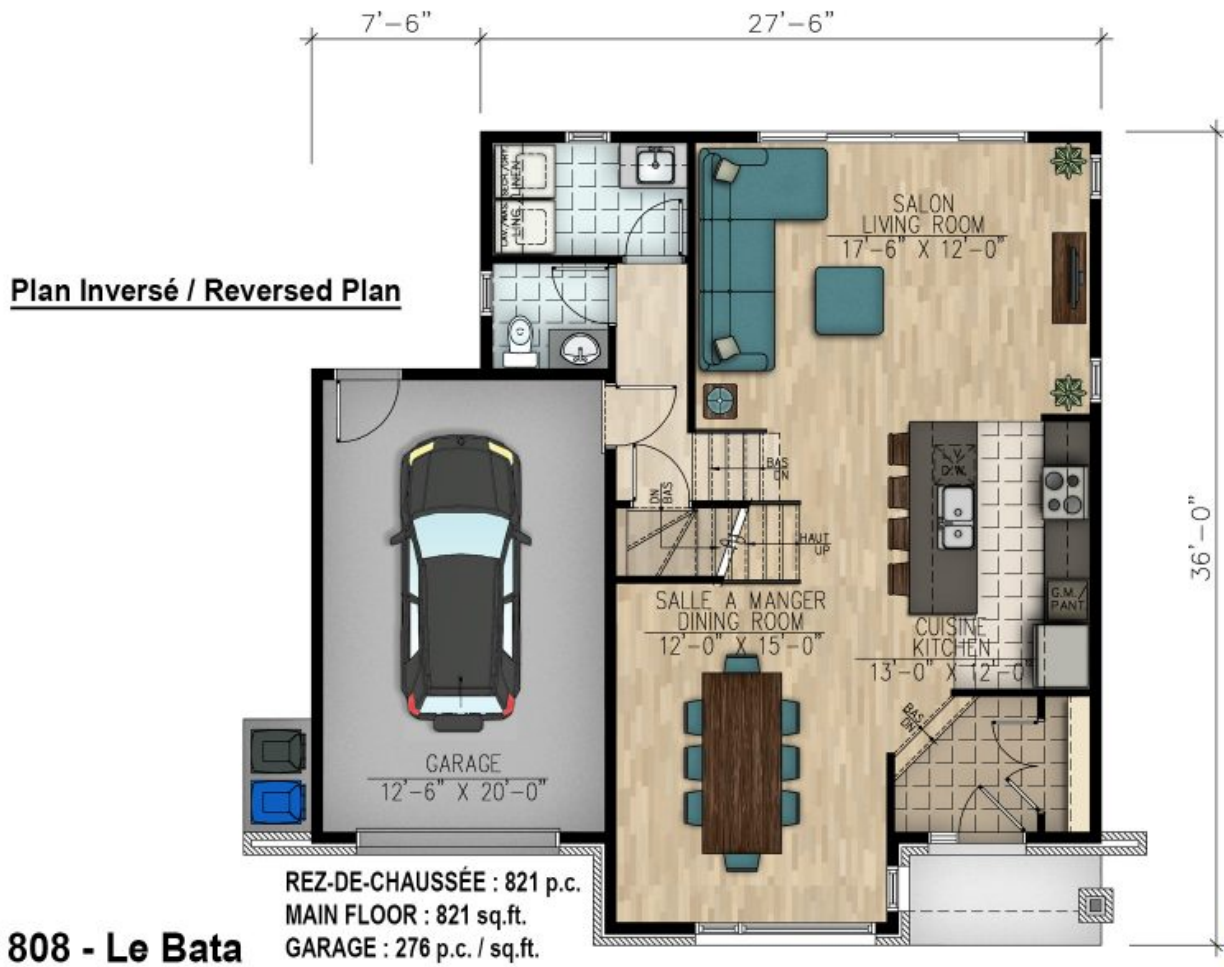 7'-6"
27'-6"
Plan Inversé / Reversed Plan
LAV./WAS. SECH./DRY.
LING./LINEN
SALON
LIVING ROOM
17'-6" X 12'-0"
36'-0"
BAS
DN
DN
BAS
HAUT
UP
D.W.
G.M./
PANT.
SALLE A MANGER
DINING ROOM
12'-0" X 15'-0"
CUISINE
KITCHEN
13'-0" X 12'-0"
BAS
DN
GARAGE
12'-6" X 20'-0"
REZ-DE-CHAUSSÉE : 821 p.c.
MAIN FLOOR : 821 sq.ft.
GARAGE : 276 p.c. / sq.ft.
808 - Le Bata